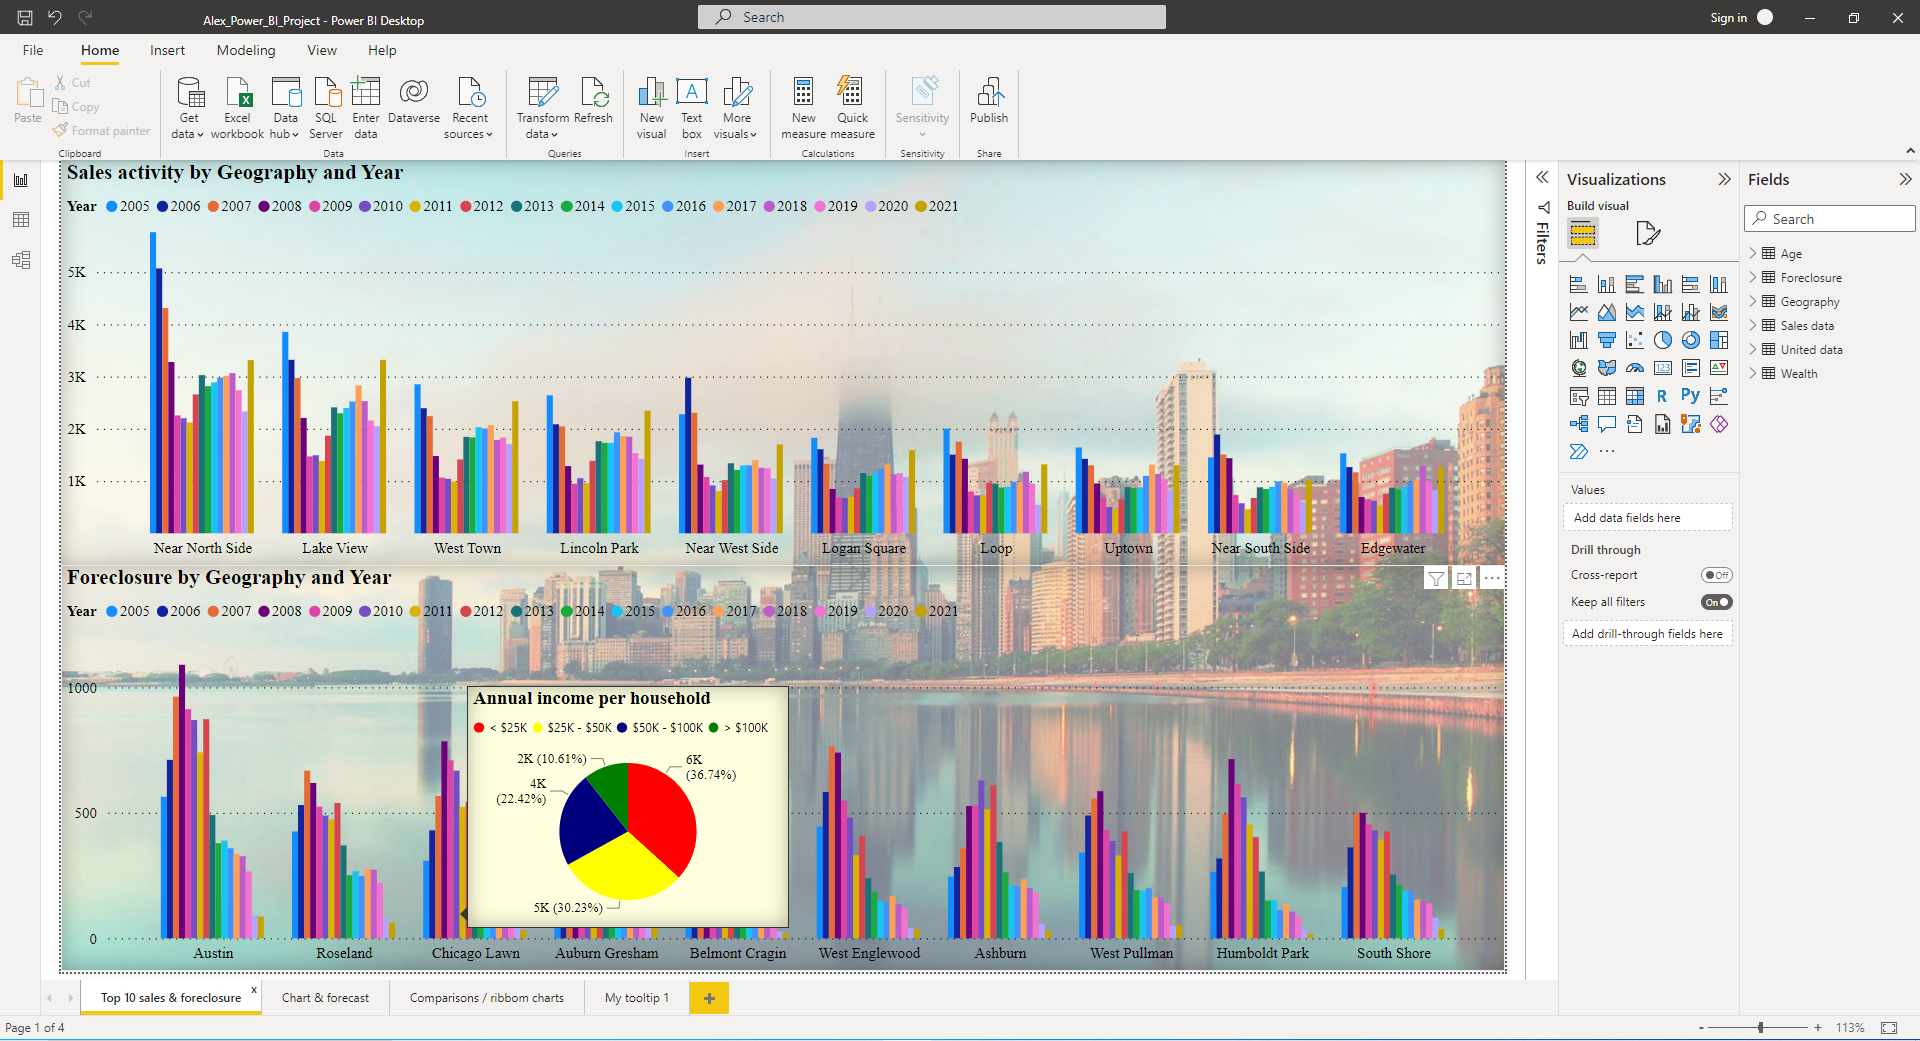 Alex_Power_BI_Project - Power BI Desktop
Search
Sign in
File Home Insert Modeling View Help
Paste
Cut
Copy
Format painter
Clipboard
Get data
Excel workbook
Data hub
SQL Server
Enter data
Dataverse
Recent sources
Data
Transform data
Refresh
Queries
New visual
Text box
More visuals
Insert
New measure
Quick measure
Calculations
Sensitivity
Sensitivity
Publish
Share
Sales activity by Geography and Year
Year 2005 2006 2007 2008 2009 2010 2011 2012 2013 2014 2015 2016 2017 2018 2019 2020 2021
5K
4K
3K
2K
1K
Near North Side Lake View West Town Lincoln Park Near West Side Logan Square Loop Uptown Near South Side Edgewater
Foreclosure by Geography and Year
Year 2005 2006 2007 2008 2009 2010 2011 2012 2013 2014 2015 2016 2017 2018 2019 2020 2021
1000
500
0
Annual income per household
< $25K $25K - $50K $50K - $100K > $100K
2K (10.61%)
6K
(36.74%)
4K
(22.42%)
5K (30.23%)
Austin Roseland Chicago Lawn Auburn Gresham Belmont Cragin West Englewood Ashburn West Pullman Humboldt Park South Shore
Filters
Visualizations
Build visual
123
R Py
Values
Add data fields here
Drill through
Cross-report Off
Keep all filters On
Add drill-through fields here
Fields
Search
Age
Foreclosure
Geography
Sales data
United data
Wealth
Top 10 sales & foreclosure x Chart & forecast Comparisons / ribbom charts My tooltip 1 +
Page 1 of 4
- + 113%